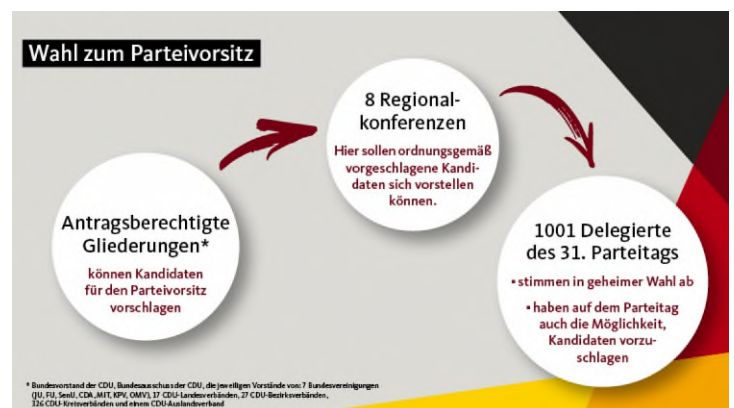 Wahl zum Parteivorsitz
Antragsberechtigte
Gliederungen*
können Kandidaten
für den Parteivorsitz
vorschlagen
8 Regional-
konferenzen
Hier sollen ordnungsgemäß
vorgeschlagene Kandi-
daten sich vorstellen
können.
1001 Delegierte
des 31. Parteitags
▪ stimmen in geheimer Wahl ab
▪ haben auf dem Parteitag
auch die Möglichkeit,
Kandidaten vorzu-
schlagen
* Bundesvorstand der CDU, Bundesausschuss der CDU, die jeweiligen Vorstände von: 7 Bundesvereinigungen
(JU, FU, SenU, CDA, MIT, KPV, OMV), 17 CDU-Landesverbänden, 27 CDU-Bezirksverbänden,
326 CDU-Kreisverbänden und einem CDU-Auslandsverband